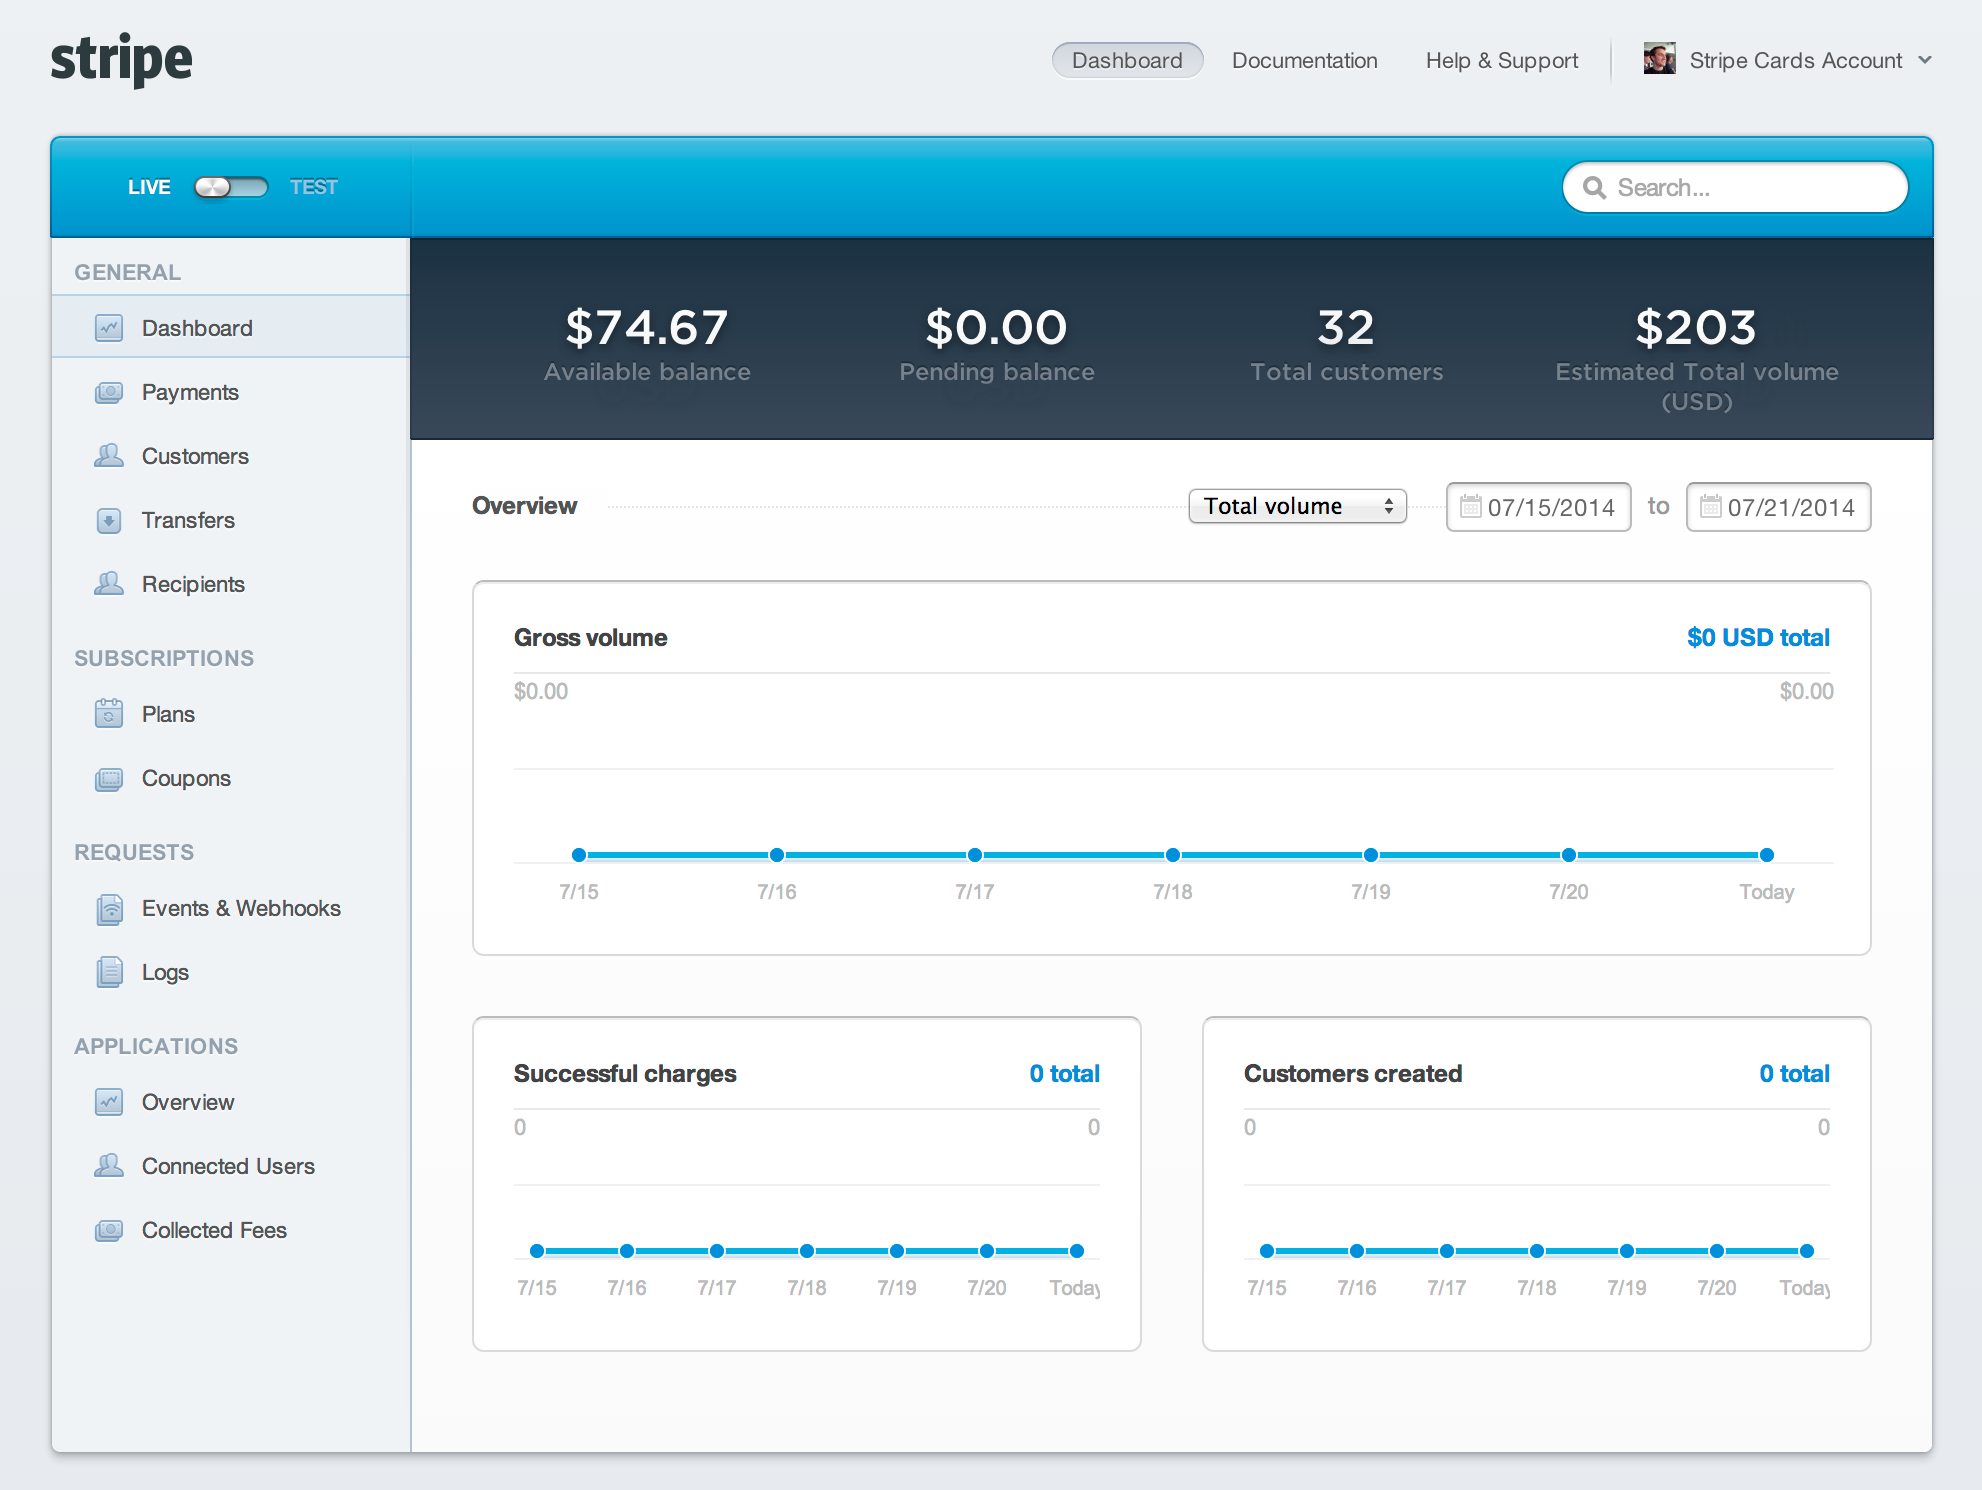 stripe
Dashboard
Documentation
Help & Support
Stripe Cards Account
LIVE
TEST
Search...
GENERAL
Dashboard
Payments
Customers
Transfers
Recipients
SUBSCRIPTIONS
Plans
Coupons
REQUESTS
Events & Webhooks
Logs
APPLICATIONS
Overview
Connected Users
Collected Fees
$74.67
Available balance
$0.00
Pending balance
32
Total customers
$203
Estimated Total volume
(USD)
Overview
Total volume
07/15/2014
to
07/21/2014
Gross volume
$0 USD total
$0.00
$0.00
7/15
7/16
7/17
7/18
7/19
7/20
Today
Successful charges
0 total
0
0
7/15
7/16
7/17
7/18
7/19
7/20
Today
Customers created
0 total
0
0
7/15
7/16
7/17
7/18
7/19
7/20
Today